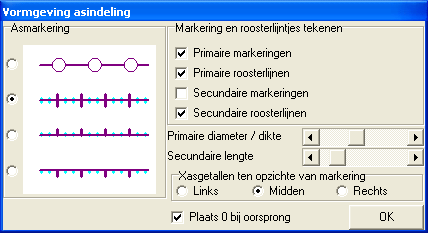 Vormgeving asindeling
Asmarkering
Markering en roosterlijntjes tekenen
Primaire markeringen
Primaire roosterlijnen
Secundaire markeringen
Secundaire roosterlijnen
Primaire diameter / dikte
Secundaire lengte
Xasgetallen ten opzichte van markering
Links Midden Rechts
Plaats 0 bij oorsprong OK